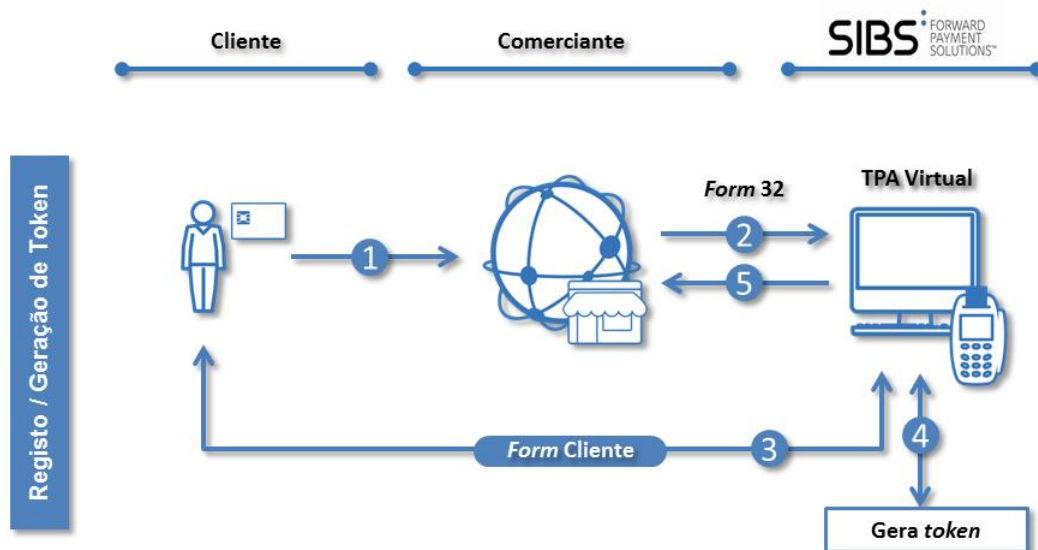 Cliente
Comerciante
SIBS FORWARD
PAYMENT
SOLUTIONS™
Registo / Geração de Token
Form 32
TPA Virtual
1
2
5
Form Cliente
3
4
Gera token